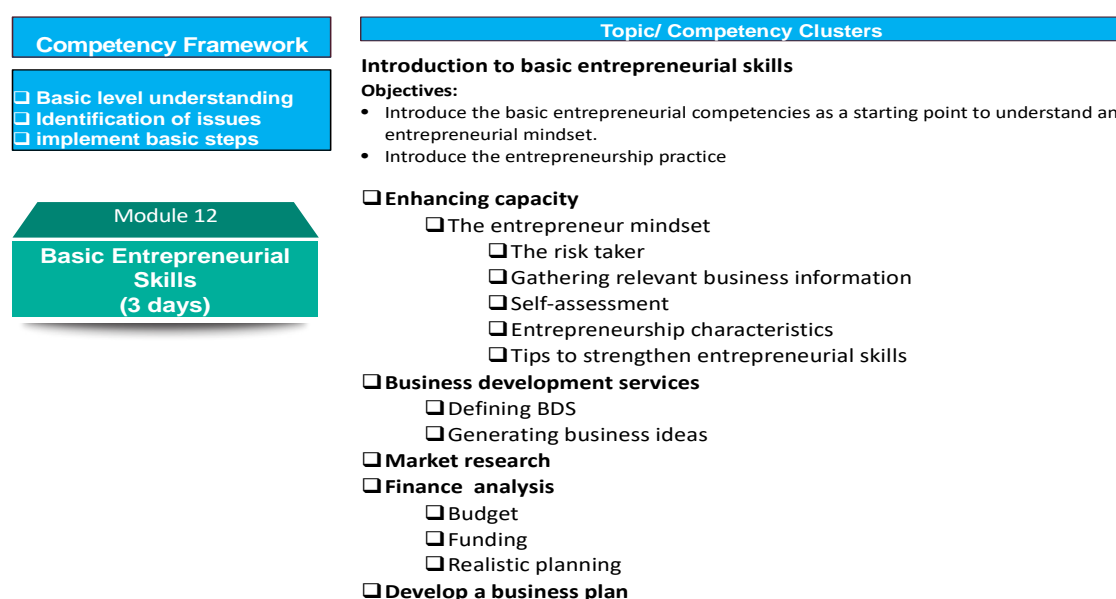 Competency Framework
❑ Basic level understanding
❑ Identification of issues
❑ implement basic steps
Module 12
Basic Entrepreneurial
Skills
(3 days)
Topic/ Competency Clusters
Introduction to basic entrepreneurial skills
Objectives:
• Introduce the basic entrepreneurial competencies as a starting point to understand an
entrepreneurial mindset.
• Introduce the entrepreneurship practice
❑ Enhancing capacity
❑ The entrepreneur mindset
❑ The risk taker
❑ Gathering relevant business information
❑ Self-assessment
❑ Entrepreneurship characteristics
❑ Tips to strengthen entrepreneurial skills
❑ Business development services
❑ Defining BDS
❑ Generating business ideas
❑ Market research
❑ Finance analysis
❑ Budget
❑ Funding
❑ Realistic planning
❑ Develop a business plan